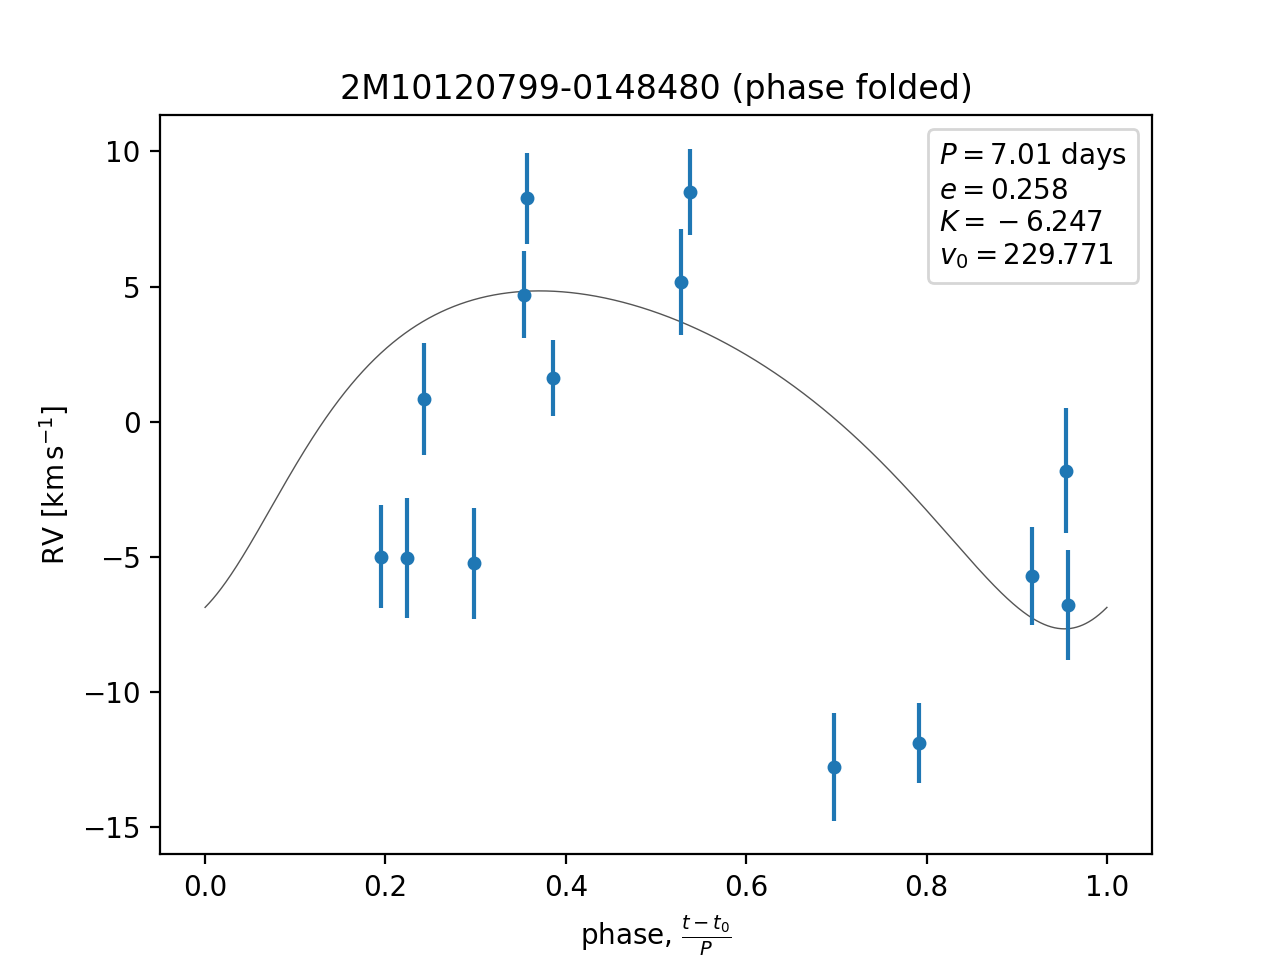 2M10120799-0148480 (phase folded)
P = 7.01 days
e = 0.258
K = −6.247
v₀ = 229.771
10
5
0
−5
−10
−15
RV [km s⁻¹]
0.0 0.2 0.4 0.6 0.8 1.0
phase, (t − t₀)/P